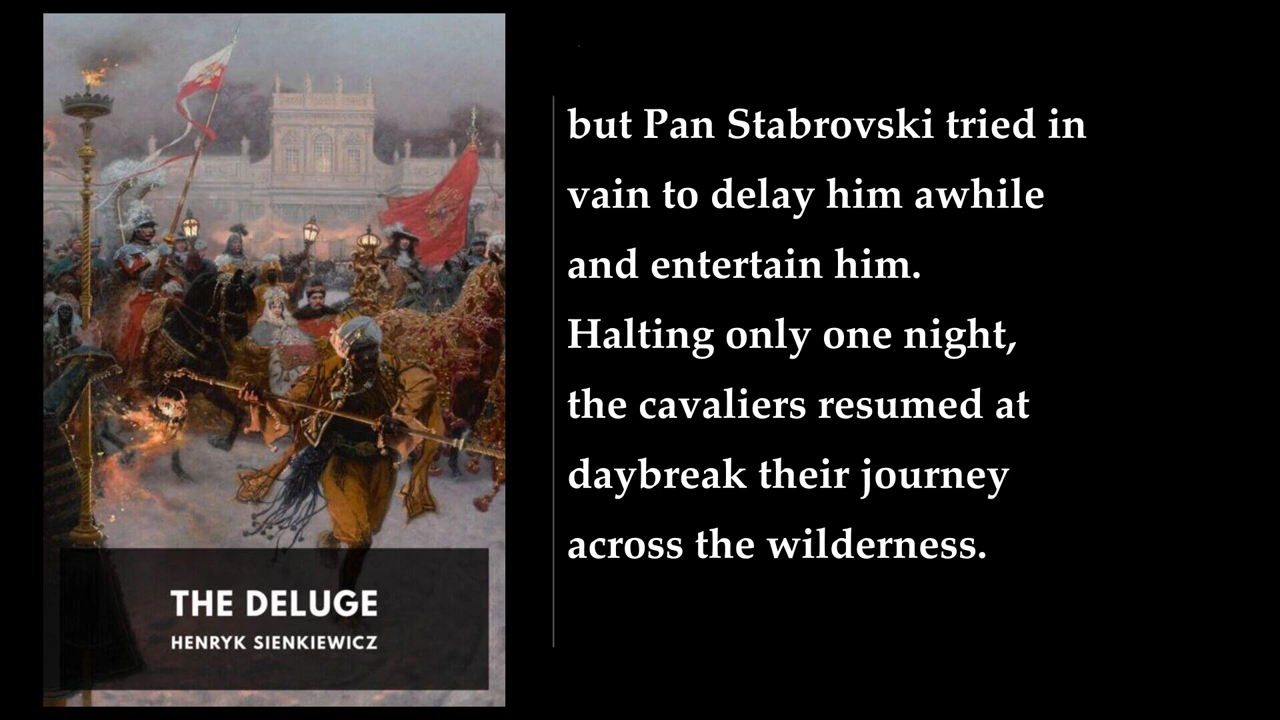 THE DELUGE
HENRYK SIENKIEWICZ
but Pan Stabrovski tried in
vain to delay him awhile
and entertain him.
Halting only one night,
the cavaliers resumed at
daybreak their journey
across the wilderness.